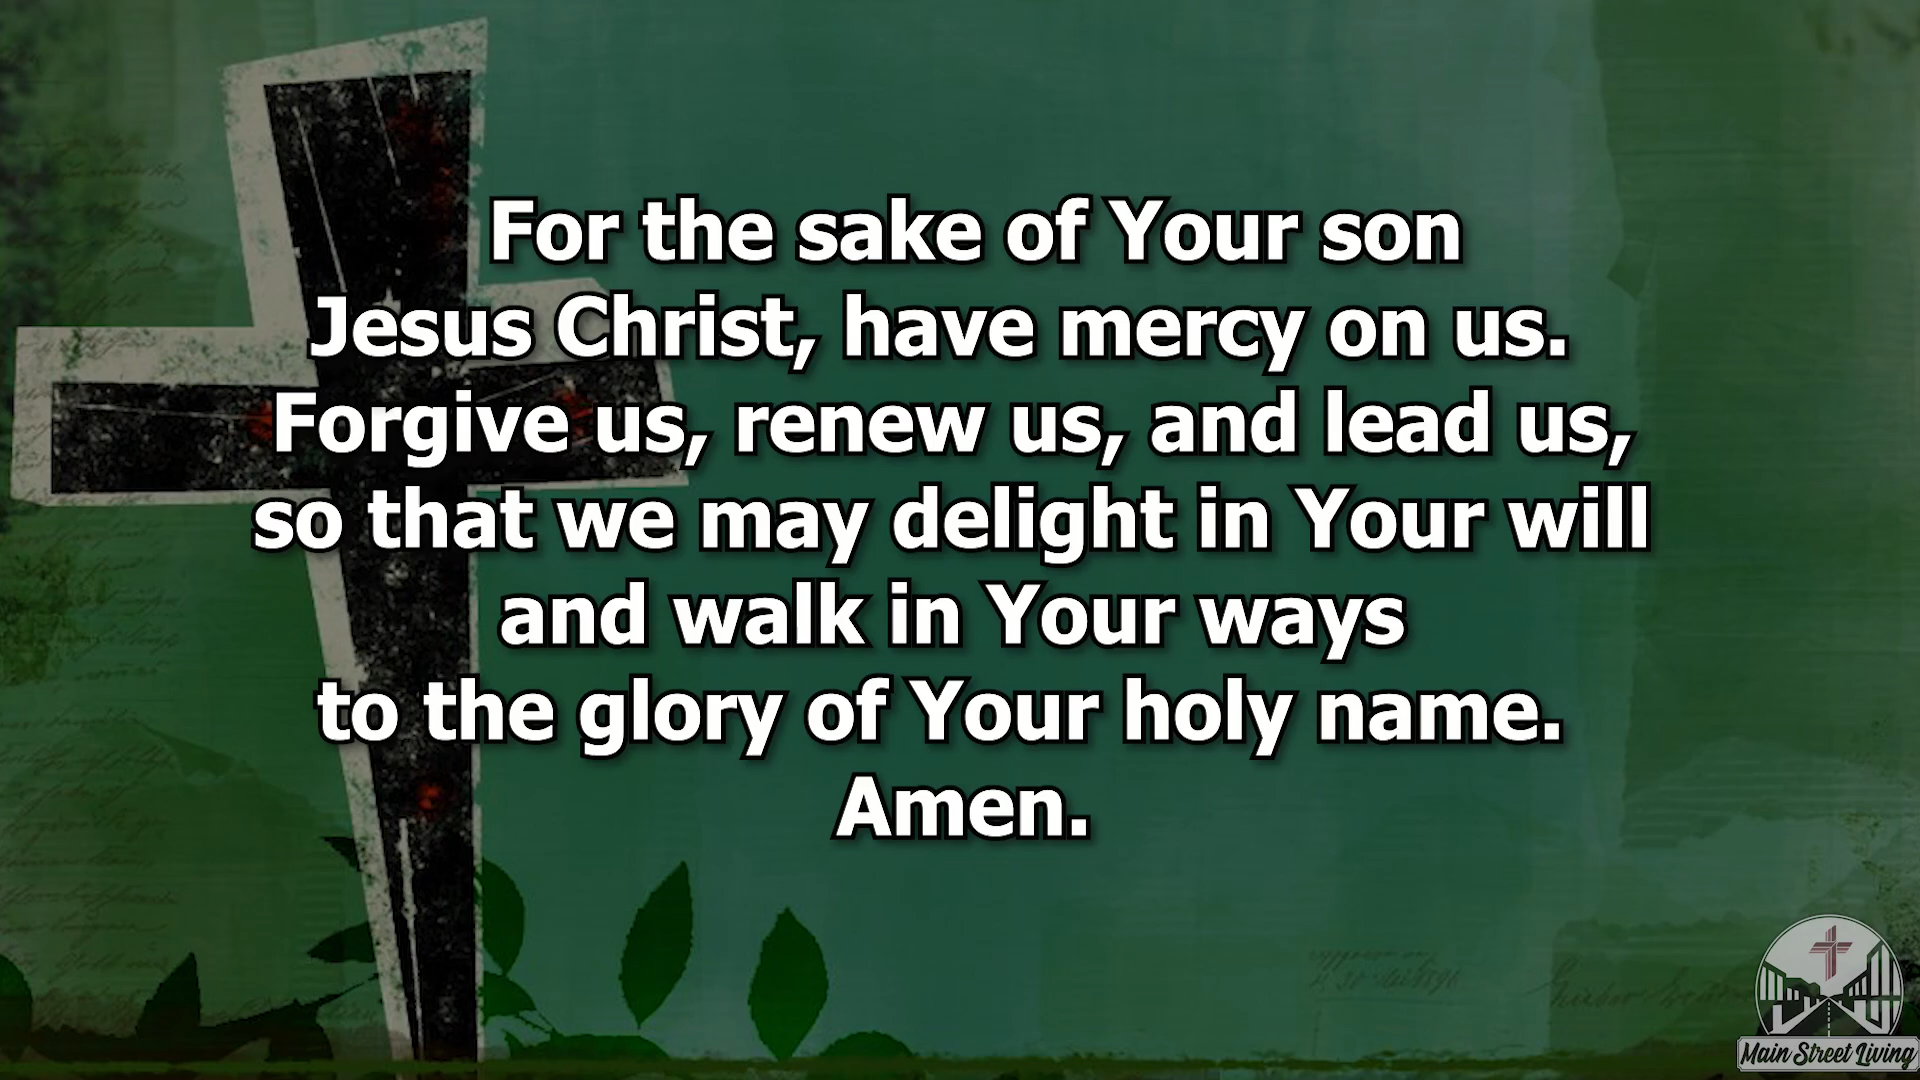 For the sake of Your son
Jesus Christ, have mercy on us.
Forgive us, renew us, and lead us,
so that we may delight in Your will
and walk in Your ways
to the glory of Your holy name.
Amen.
Main Street Living